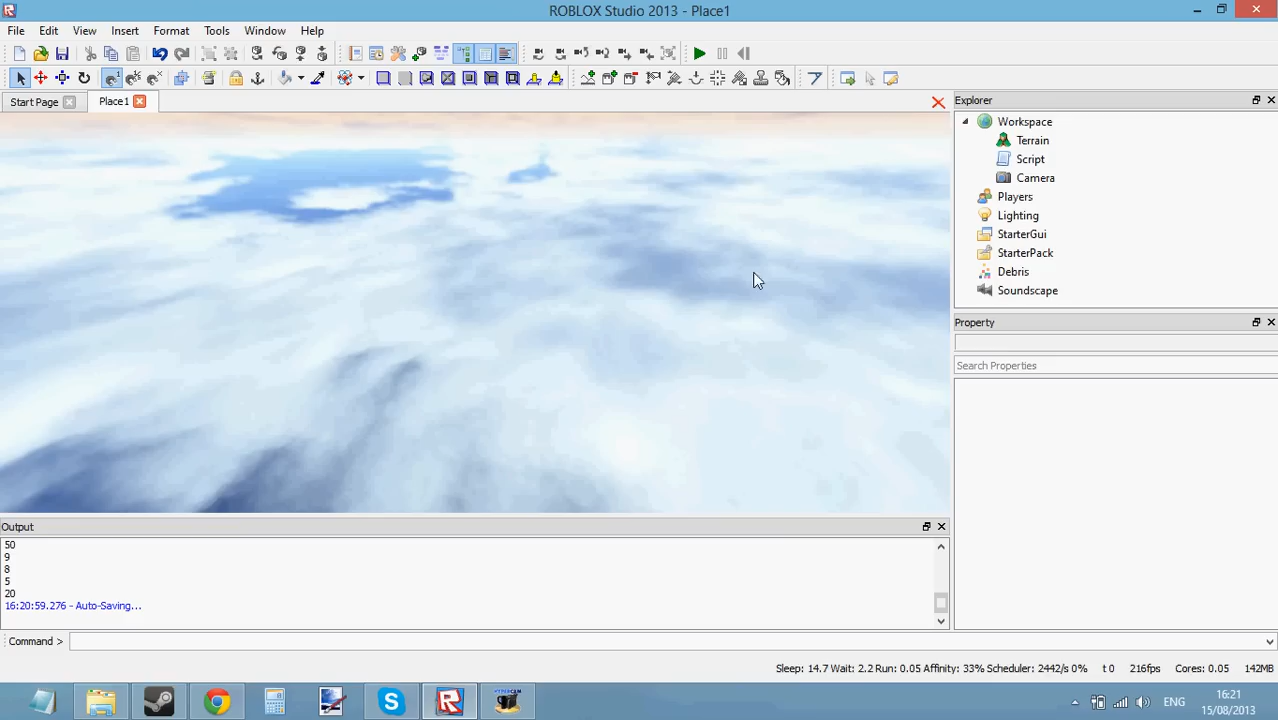 ROBLOX Studio 2013 - Place1
File Edit View Insert Format Tools Window Help
Start Page Place1
Explorer
Workspace
Terrain
Script
Camera
Players
Lighting
StarterGui
StarterPack
Debris
Soundscape
Property
Search Properties
Output
50
9
8
5
20
16:20:59.276 - Auto-Saving...
Command >
Sleep: 14.7 Wait: 2.2 Run: 0.05 Affinity: 33% Scheduler: 2442/s 0% t 0 216fps Cores: 0.05 142MB
ENG
16:21
15/08/2013